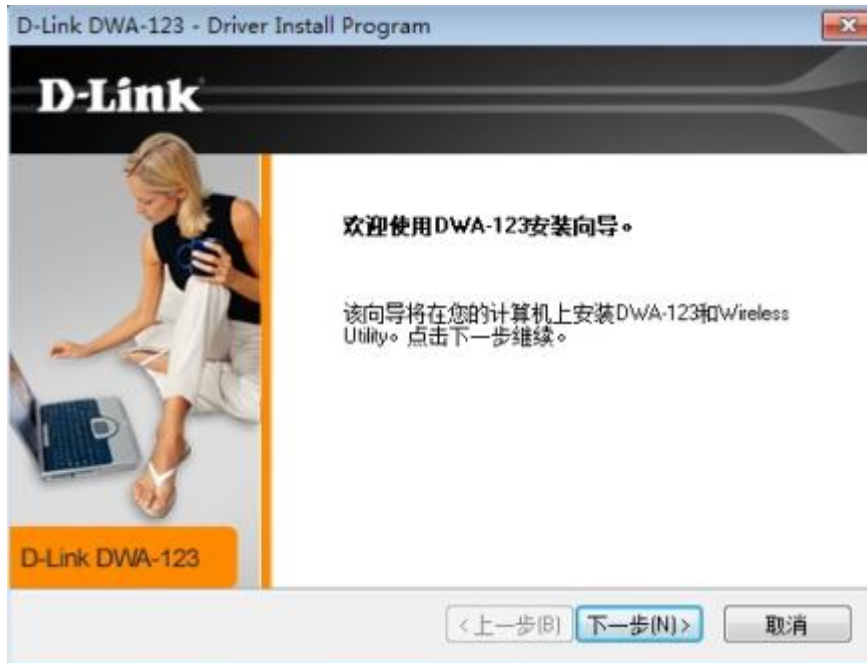 D-Link DWA-123 - Driver Install Program
D-Link
欢迎使用DWA-123安装向导。
该向导将在您的计算机上安装DWA-123和Wireless
Utility。点击下一步继续。
D-Link DWA-123
<上一步(B)
下一步(N)>
取消